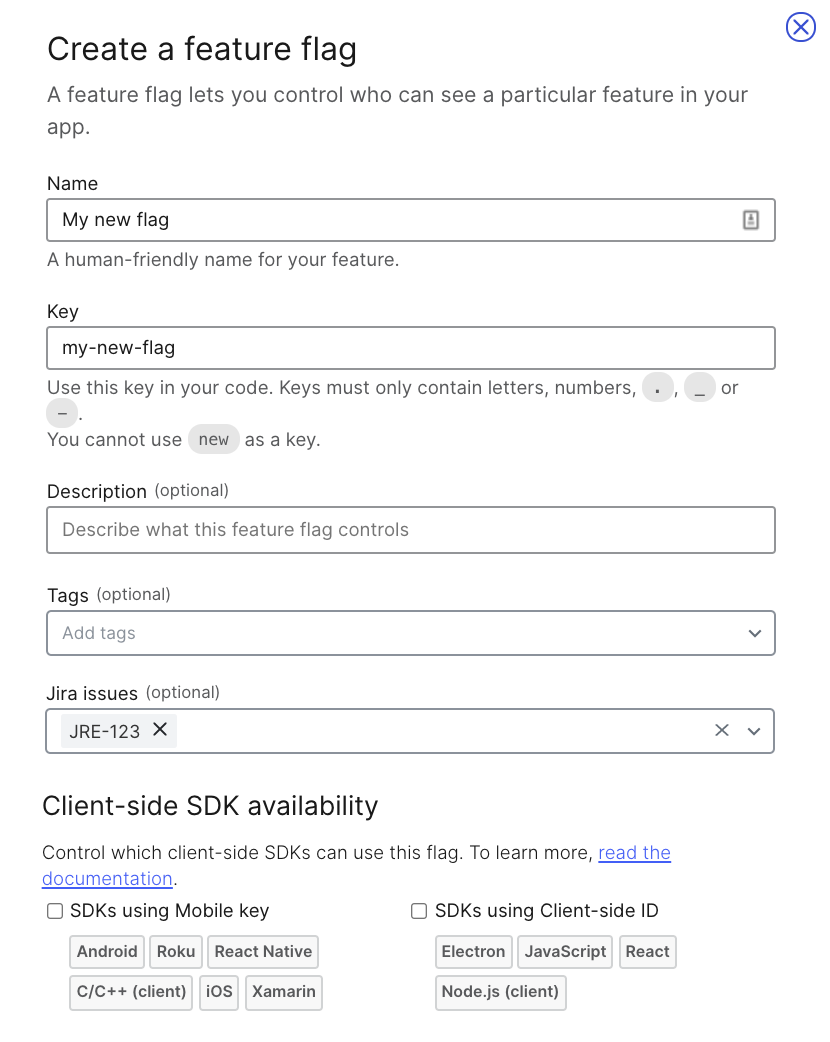 Create a feature flag
A feature flag lets you control who can see a particular feature in your
app.
Name
My new flag
A human-friendly name for your feature.
Key
my-new-flag
Use this key in your code. Keys must only contain letters, numbers, . , _ or
- .
You cannot use new as a key.
Description (optional)
Describe what this feature flag controls
Tags (optional)
Add tags
Jira issues (optional)
JRE-123
Client-side SDK availability
Control which client-side SDKs can use this flag. To learn more, read the
documentation.
SDKs using Mobile key
Android Roku React Native
C/C++ (client) iOS Xamarin
SDKs using Client-side ID
Electron JavaScript React
Node.js (client)